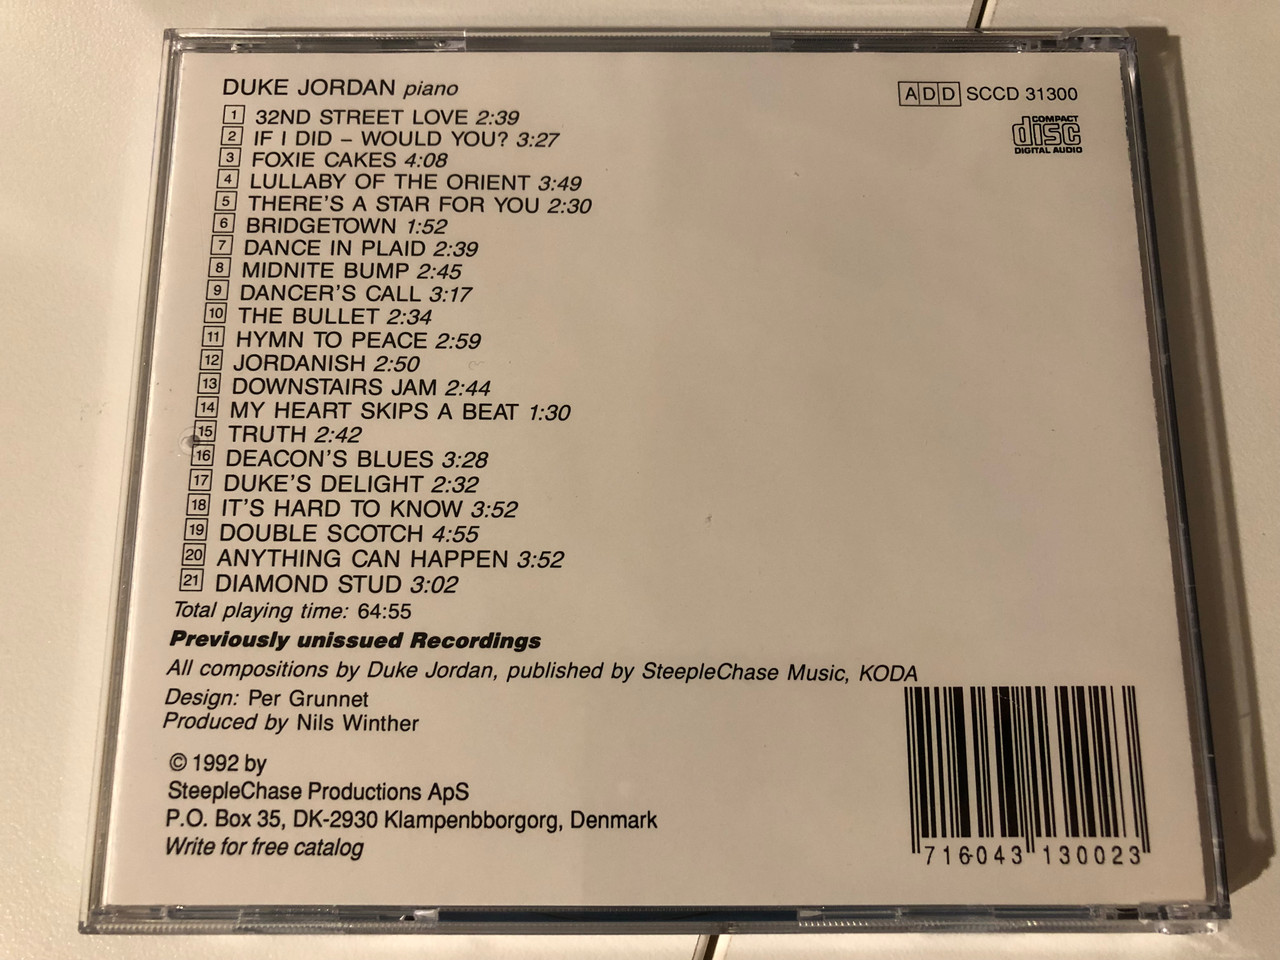 DUKE JORDAN piano
ADD SCCD 31300
COMPACT
disc
DIGITAL AUDIO
1 32ND STREET LOVE 2:39
2 IF I DID – WOULD YOU? 3:27
3 FOXIE CAKES 4:08
4 LULLABY OF THE ORIENT 3:49
5 THERE'S A STAR FOR YOU 2:30
6 BRIDGETOWN 1:52
7 DANCE IN PLAID 2:39
8 MIDNITE BUMP 2:45
9 DANCER'S CALL 3:17
10 THE BULLET 2:34
11 HYMN TO PEACE 2:59
12 JORDANISH 2:50
13 DOWNSTAIRS JAM 2:44
14 MY HEART SKIPS A BEAT 1:30
15 TRUTH 2:42
16 DEACON'S BLUES 3:28
17 DUKE'S DELIGHT 2:32
18 IT'S HARD TO KNOW 3:52
19 DOUBLE SCOTCH 4:55
20 ANYTHING CAN HAPPEN 3:52
21 DIAMOND STUD 3:02
Total playing time: 64:55
Previously unissued Recordings
All compositions by Duke Jordan, published by SteepleChase Music, KODA
Design: Per Grunnet
Produced by Nils Winther
© 1992 by
SteepleChase Productions ApS
P.O. Box 35, DK-2930 Klampenbborgorg, Denmark
Write for free catalog
716043 130023